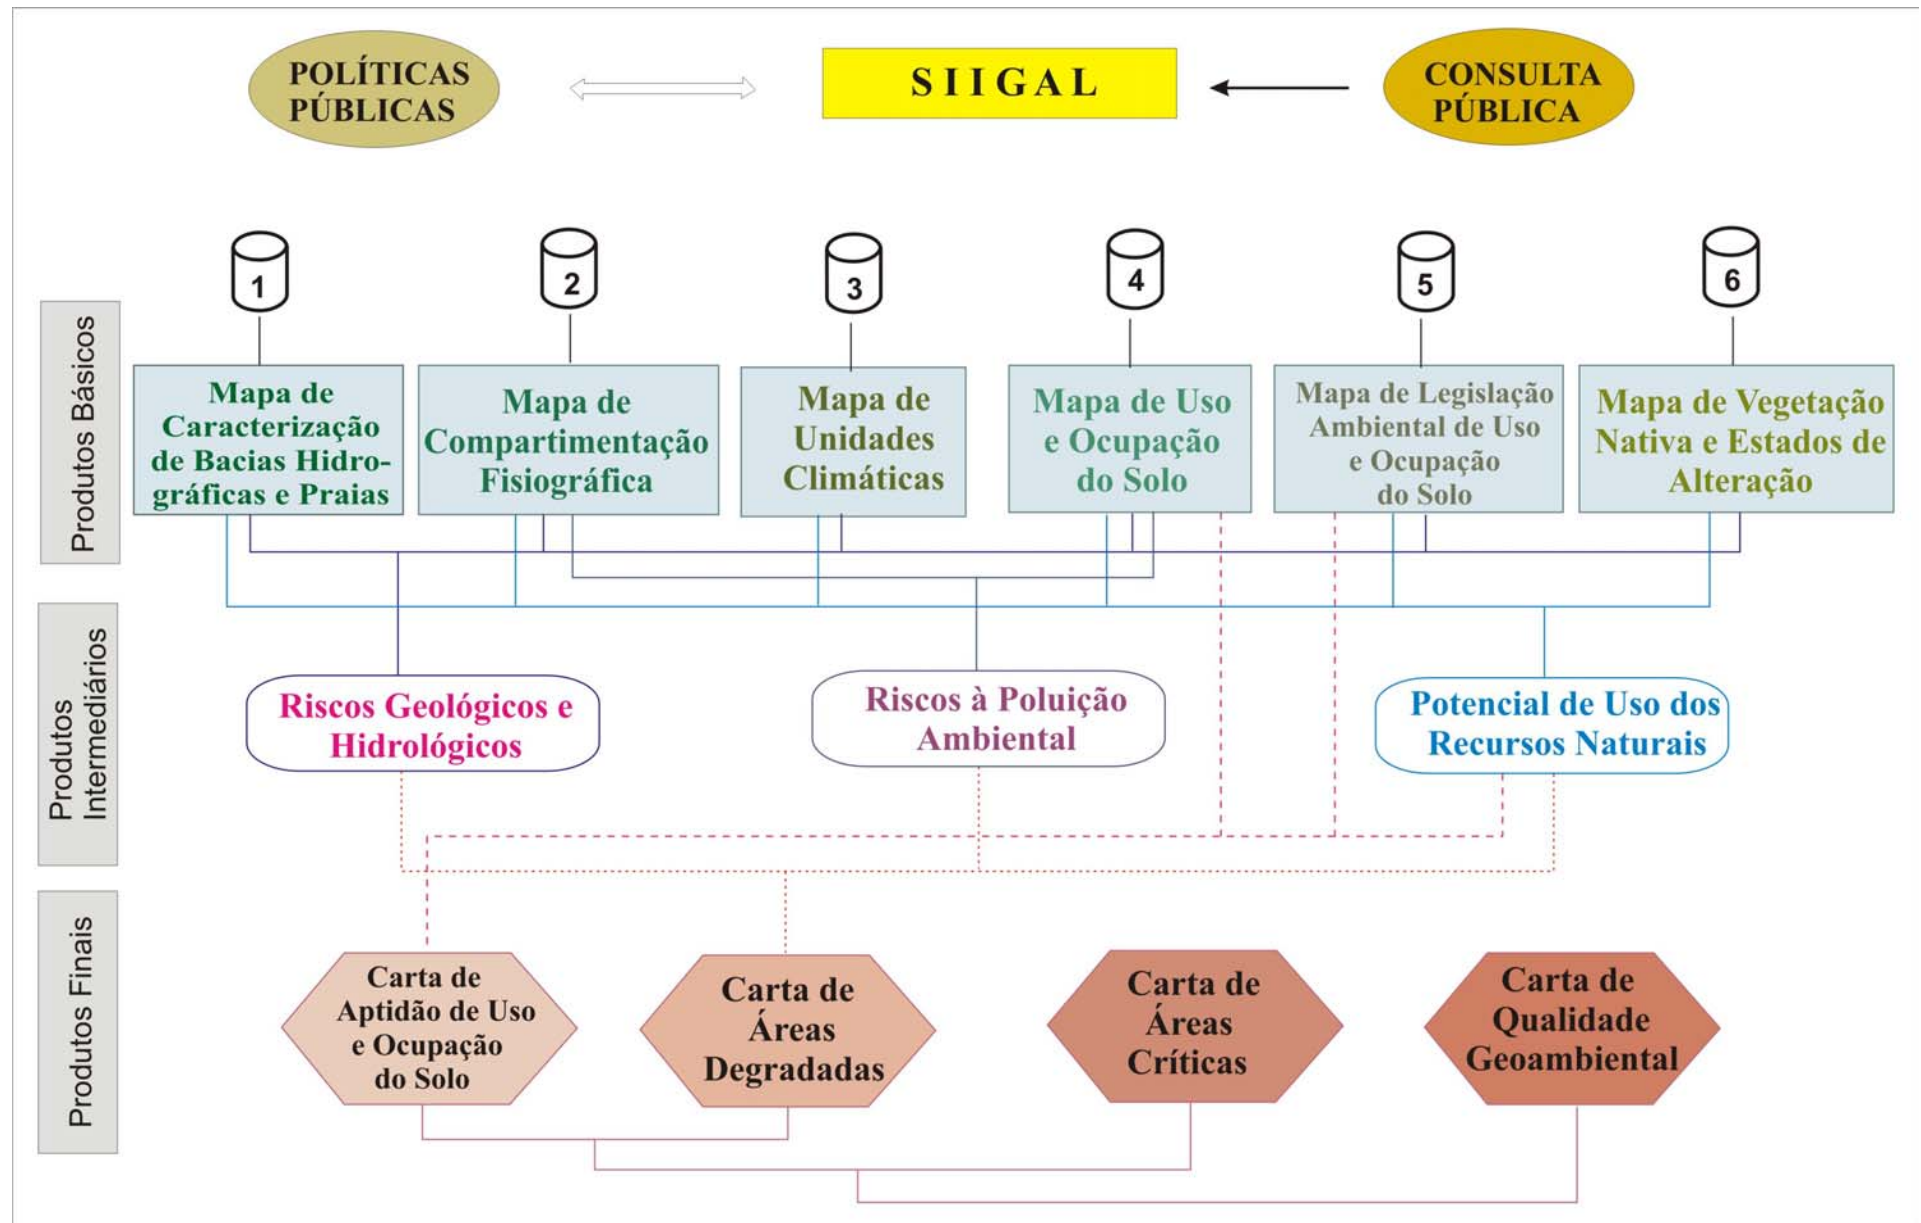 POLÍTICAS
PÚBLICAS
S I I G A L
CONSULTA
PÚBLICA
1
2
3
4
5
6
Produtos Básicos
Mapa de
Caracterização
de Bacias Hidro-
gráficas e Praias
Mapa de
Compartimentação
Fisiográfica
Mapa de
Unidades
Climáticas
Mapa de Uso
e Ocupação
do Solo
Mapa de Legislação
Ambiental de Uso
e Ocupação
do Solo
Mapa de Vegetação
Nativa e Estados de
Alteração
Produtos
Intermediários
Riscos Geológicos e
Hidrológicos
Riscos à Poluição
Ambiental
Potencial de Uso dos
Recursos Naturais
Produtos Finais
Carta de
Aptidão de Uso
e Ocupação
do Solo
Carta de
Áreas
Degradadas
Carta de
Áreas
Críticas
Carta de
Qualidade
Geoambiental